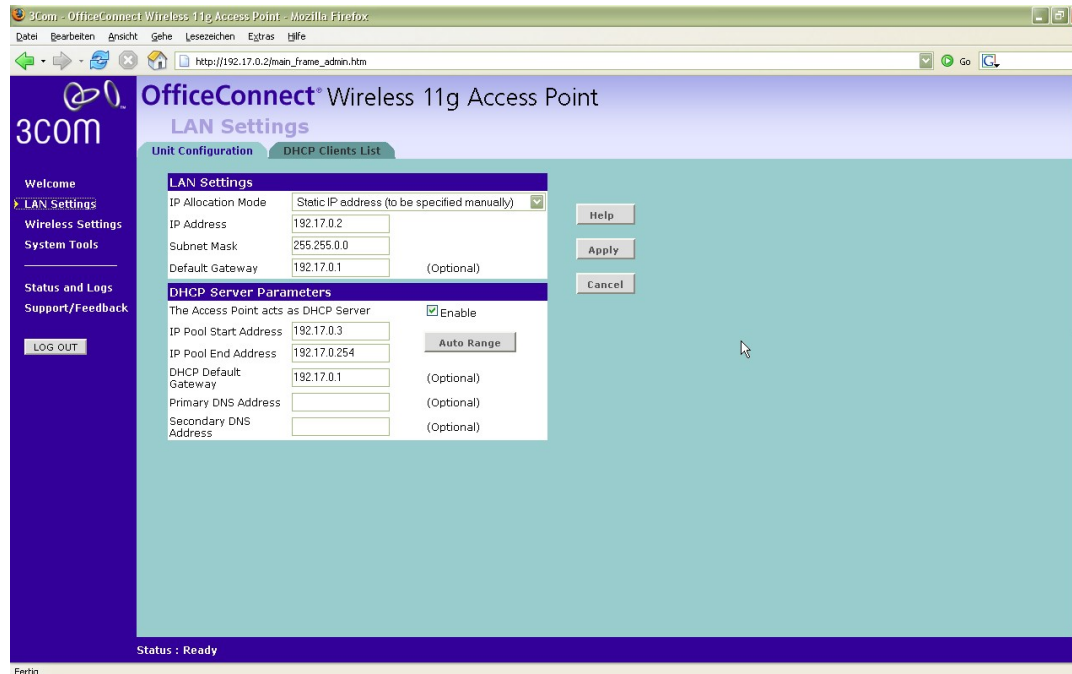 3Com - OfficeConnect Wireless 11g Access Point - Mozilla Firefox
Datei Bearbeiten Ansicht Gehe Lesezeichen Extras Hilfe
http://192.17.0.2/main_frame_admin.htm Go G
3COM
OfficeConnect® Wireless 11g Access Point
LAN Settings
Unit Configuration DHCP Clients List
Welcome
LAN Settings
Wireless Settings
System Tools
Status and Logs
Support/Feedback
LOG OUT
LAN Settings
IP Allocation Mode Static IP address (to be specified manually)
IP Address 192.17.0.2
Subnet Mask 255.255.0.0
Default Gateway 192.17.0.1 (Optional)
DHCP Server Parameters
The Access Point acts as DHCP Server Enable
IP Pool Start Address 192.17.0.3
Auto Range
IP Pool End Address 192.17.0.254
DHCP Default
Gateway 192.17.0.1 (Optional)
Primary DNS Address (Optional)
Secondary DNS
Address (Optional)
Help
Apply
Cancel
Status : Ready
Fertig